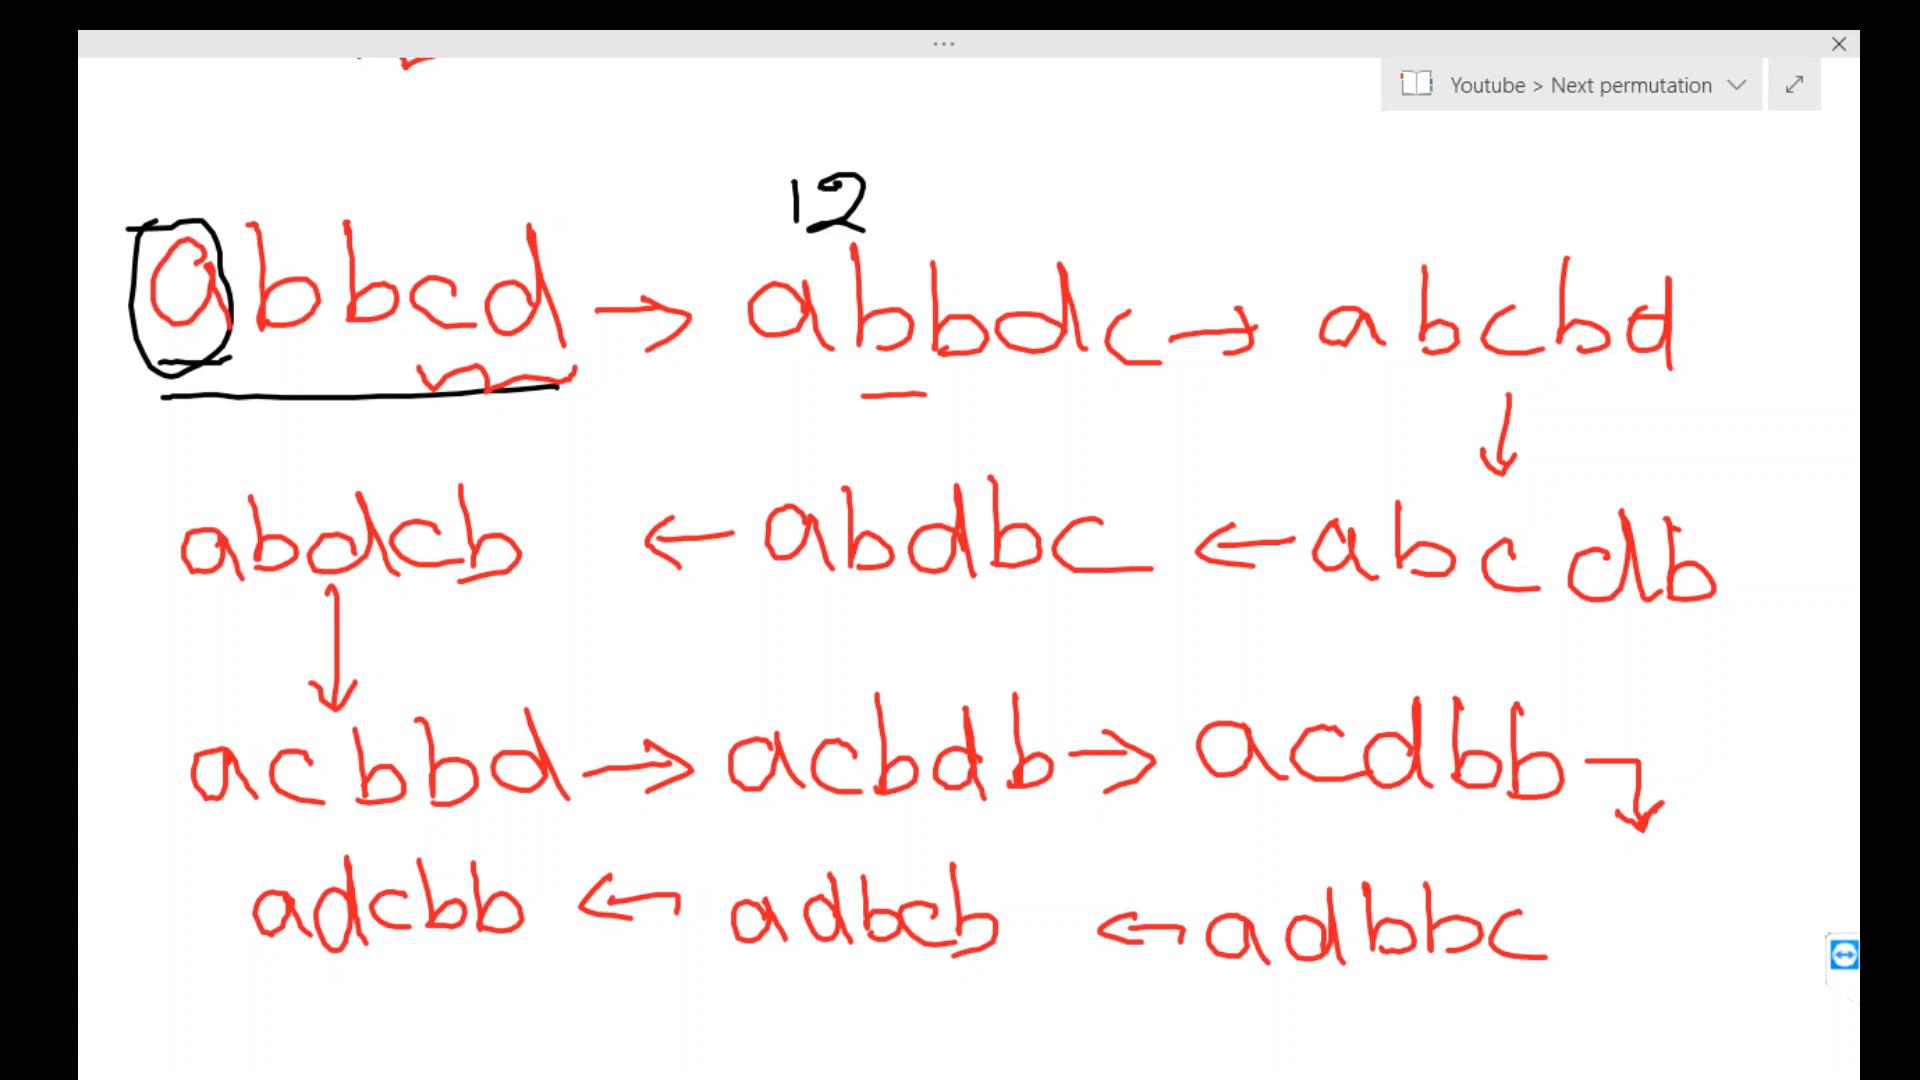 Youtube > Next permutation
12
abbcd → abbdc → abcbd
abdcb ← abdbc ← abcdb
acbbd → acbdb → acdbb
adcbb ← adbcb ← adbbc